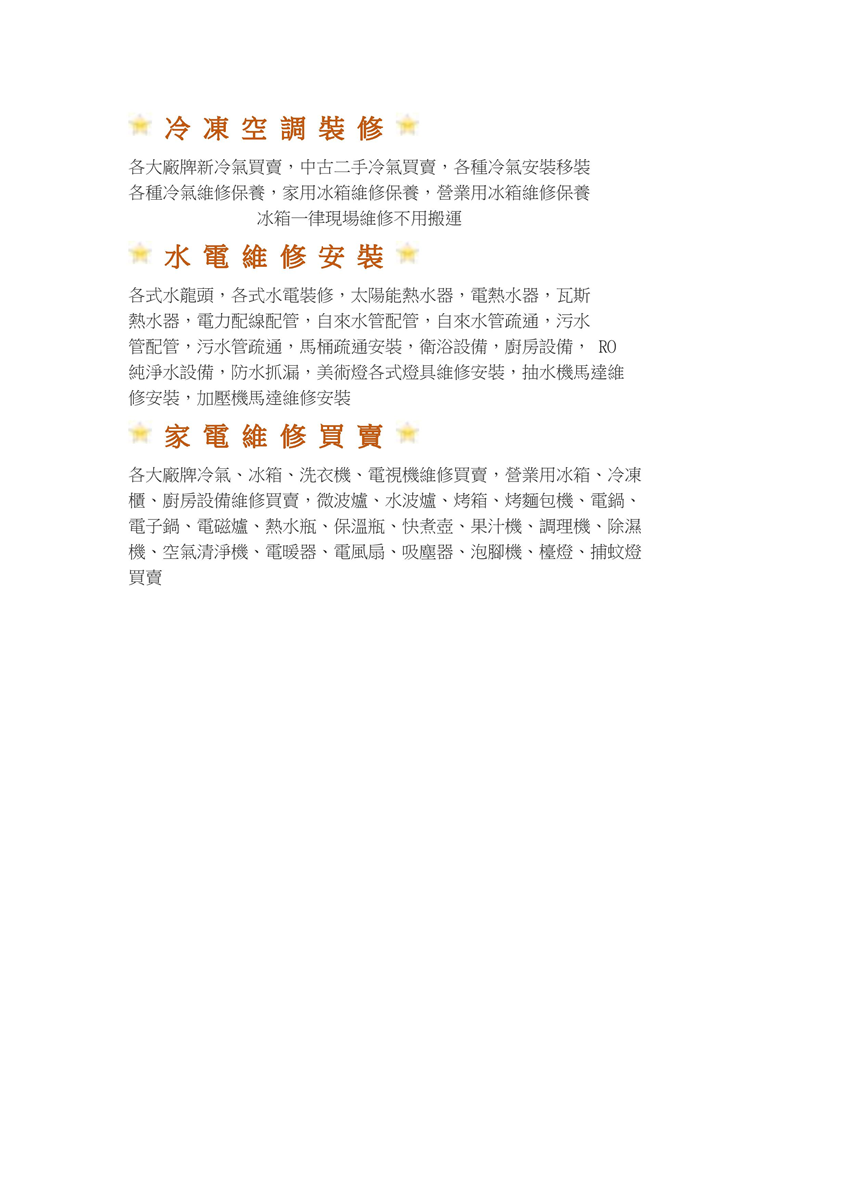 冷凍空調裝修
各大廠牌新冷氣買賣，中古二手冷氣買賣，各種冷氣安裝移裝
各種冷氣維修保養，家用冰箱維修保養，營業用冰箱維修保養
冰箱一律現場維修不用搬運
水電維修安裝
各式水龍頭，各式水電裝修，太陽能熱水器，電熱水器，瓦斯
熱水器，電力配線配管，自來水管配管，自來水管疏通，污水
管配管，污水管疏通，馬桶疏通安裝，衛浴設備，廚房設備， RO
純淨水設備，防水抓漏，美術燈各式燈具維修安裝，抽水機馬達維
修安裝，加壓機馬達維修安裝
家電維修買賣
各大廠牌冷氣、冰箱、洗衣機、電視機維修買賣，營業用冰箱、冷凍
櫃、廚房設備維修買賣，微波爐、水波爐、烤箱、烤麵包機、電鍋、
電子鍋、電磁爐、熱水瓶、保溫瓶、快煮壺、果汁機、調理機、除濕
機、空氣清淨機、電暖器、電風扇、吸塵器、泡腳機、檯燈、捕蚊燈
買賣